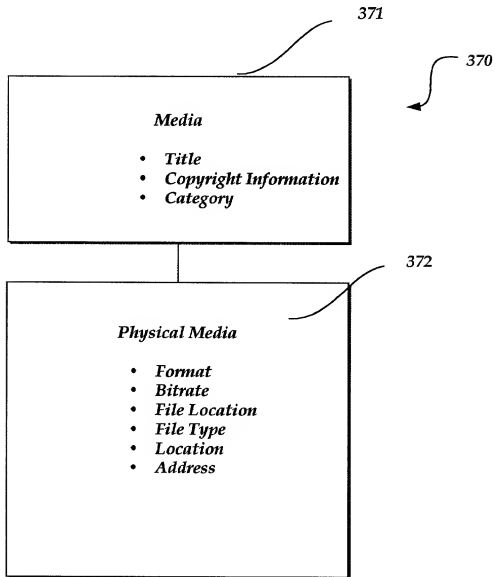 371
370
Media
• Title
• Copyright Information
• Category
372
Physical Media
• Format
• Bitrate
• File Location
• File Type
• Location
• Address